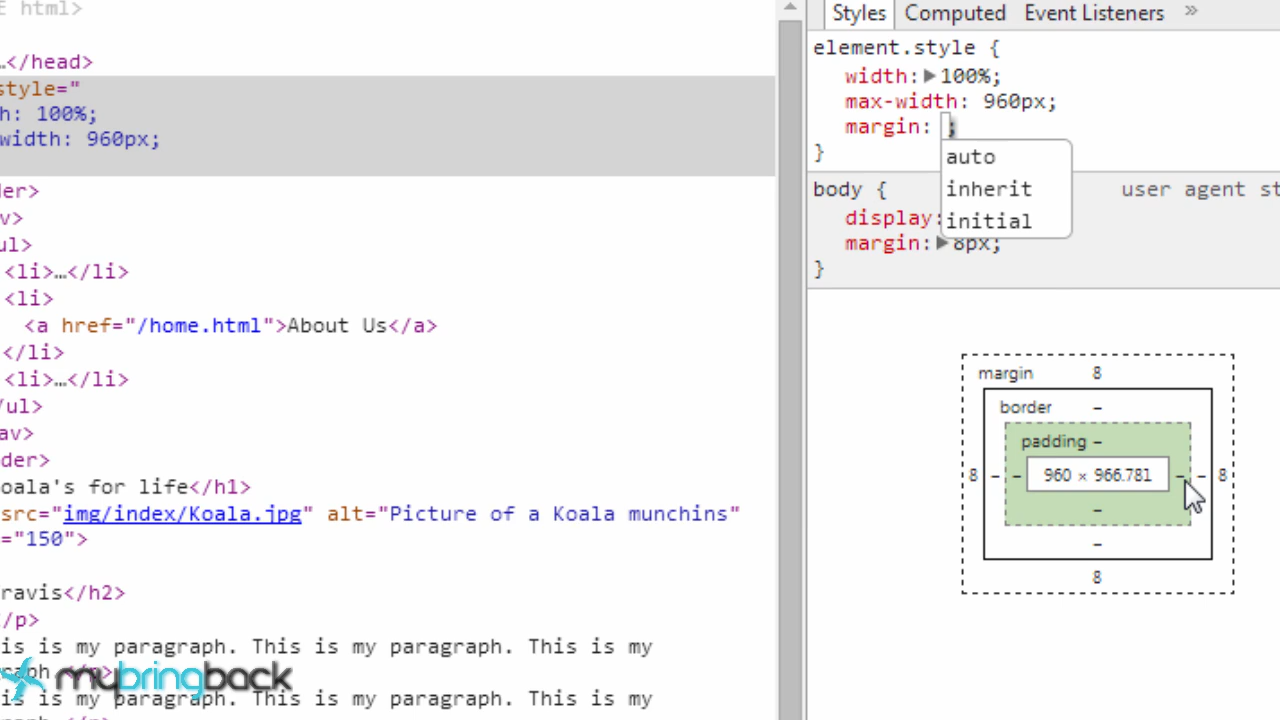 E html>
…</head>
style="
h: 100%;
width: 960px;
der>
v>
ul>
<li>…</li>
<li>
<a href="/home.html">About Us</a>
</li>
<li>…</li>
/ul>
av>
der>
oala's for life</h1>
src="img/index/Koala.jpg" alt="Picture of a Koala munchins"
="150">
ravis</h2>
/p>
is is my paragraph. This is my paragraph. This is my
graph.</p>
is is my paragraph. This is my paragraph. This is my
mybringback
Styles Computed Event Listeners »
element.style {
width: 100%;
max-width: 960px;
margin: ;
}
auto
inherit
initial
body { user agent st
display:
margin: 8px;
}
margin 8
border –
padding –
8 – – 960 × 966.781 – – 8
–
–
8